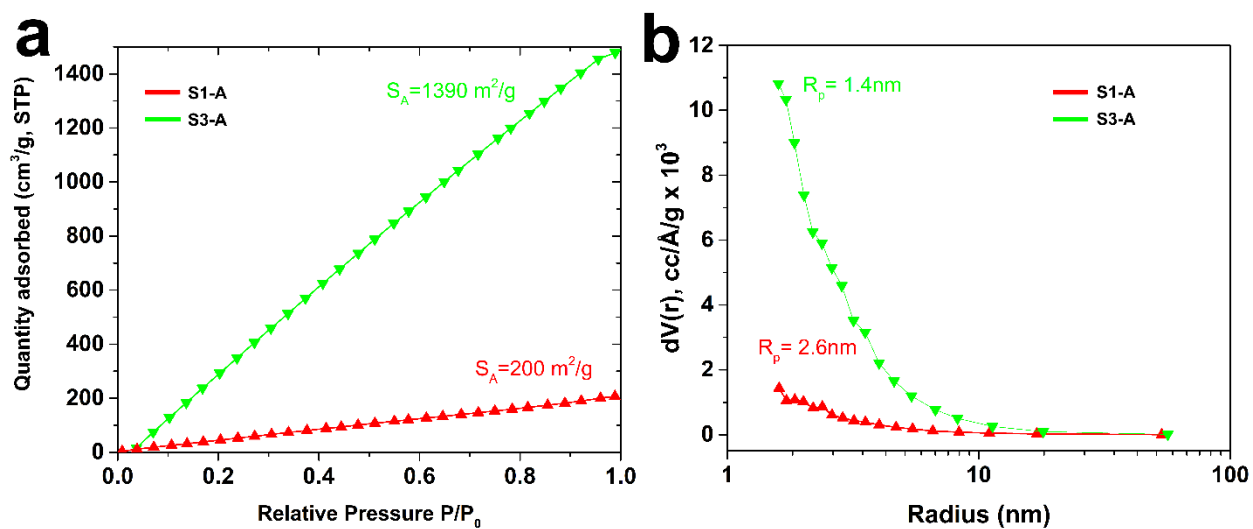 a
Quantity adsorbed (cm³/g, STP)
1400
1200
1000
800
600
400
200
0
S1-A
S3-A
S_A=1390 m²/g
S_A=200 m²/g
0.0 0.2 0.4 0.6 0.8 1.0
Relative Pressure P/P₀
b
dV(r), cc/Å/g x 10³
12
10
8
6
4
2
0
R_p= 1.4nm
R_p= 2.6nm
S1-A
S3-A
1 10 100
Radius (nm)